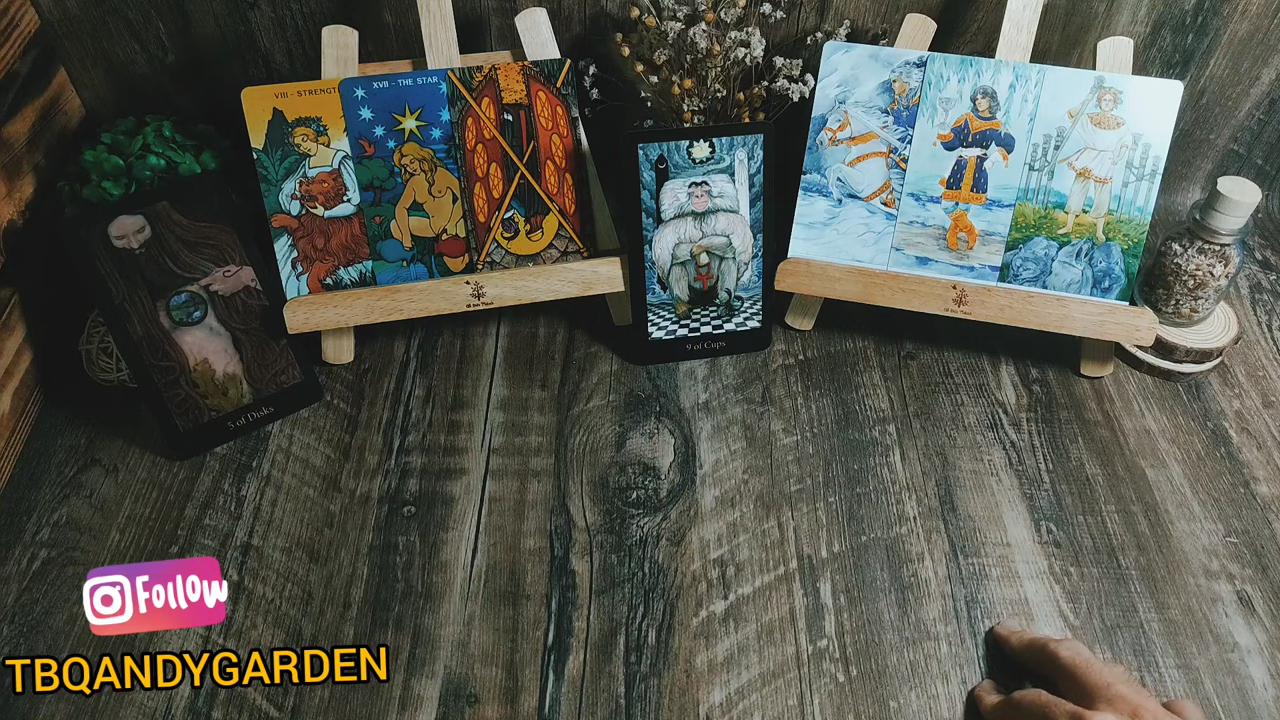 VIII - STRENGT
XVII - THE STAR
9 of Cups
5 of Disks
Follow
TBQANDYGARDEN